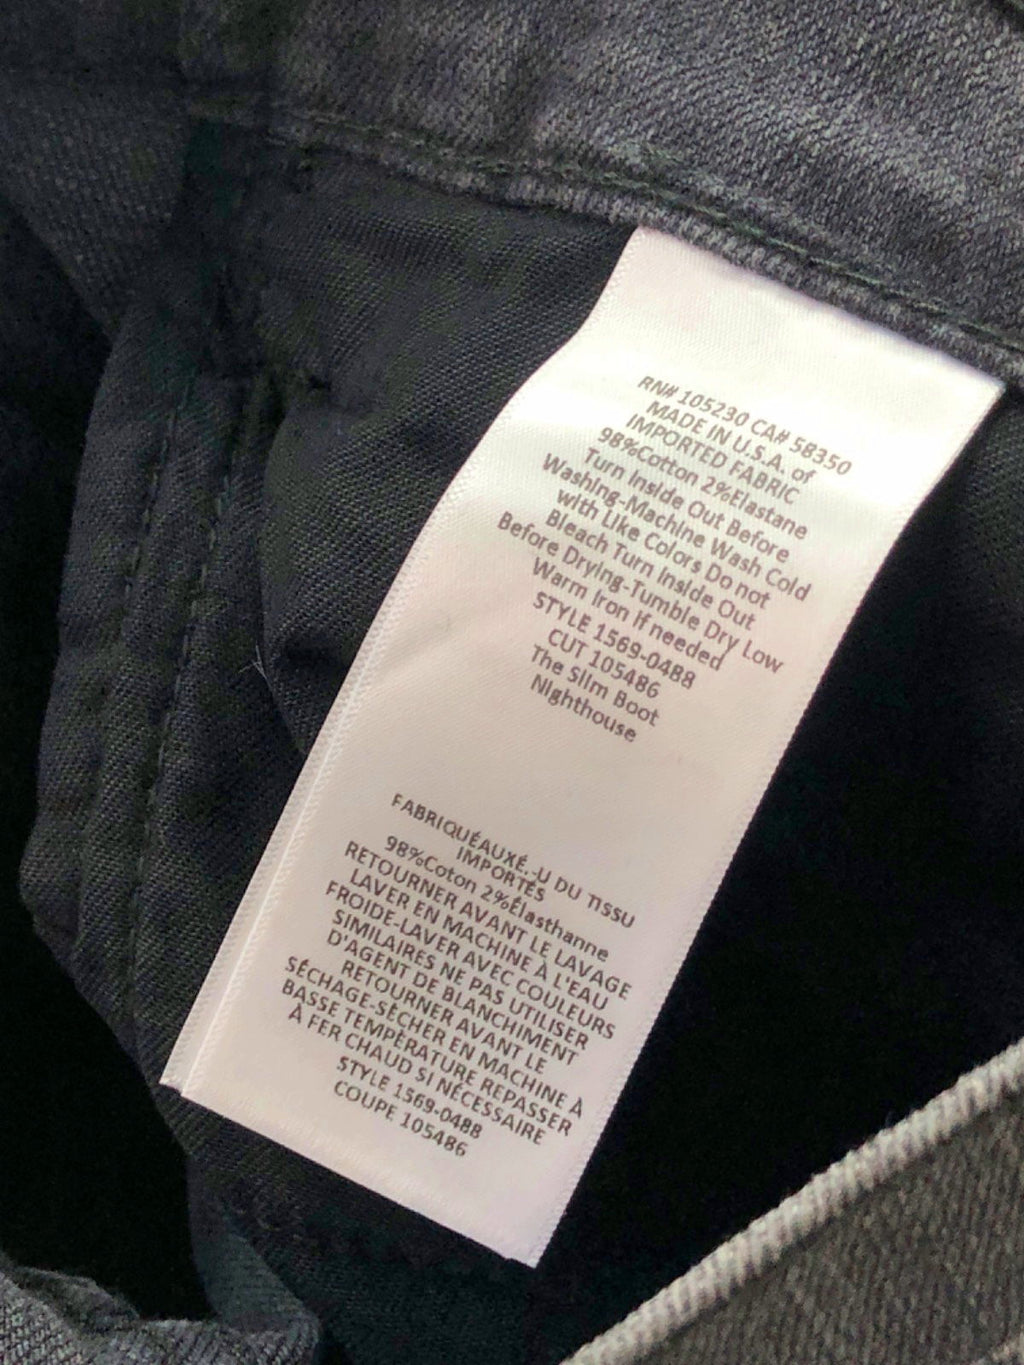 RN# 105230 CA# 58350
MADE IN U.S.A. of
IMPORTED FABRIC
98%Cotton 2%Elastane
Turn Inside Out Before
Washing-Machine Wash Cold
with Like Colors Do not
Bleach Turn Inside Out
Before Drying-Tumble Dry Low
Warm Iron if needed
STYLE 1569-0488
CUT 105486
The Slim Boot
Nighthouse
FABRIQUÉAUXÉ.-U DU TISSU
IMPORTÉS
98%Coton 2%Élasthanne
RETOURNER AVANT LE LAVAGE
LAVER EN MACHINE À L'EAU
FROIDE-LAVER AVEC COULEURS
SIMILAIRES NE PAS UTILISER
D'AGENT DE BLANCHIMENT
RETOURNER AVANT LE
SÉCHAGE-SÉCHER EN MACHINE À
BASSE TEMPÈRATURE REPASSER
À FER CHAUD SI NÉCESSAIRE
STYLE 1569-0488
COUPE 105486